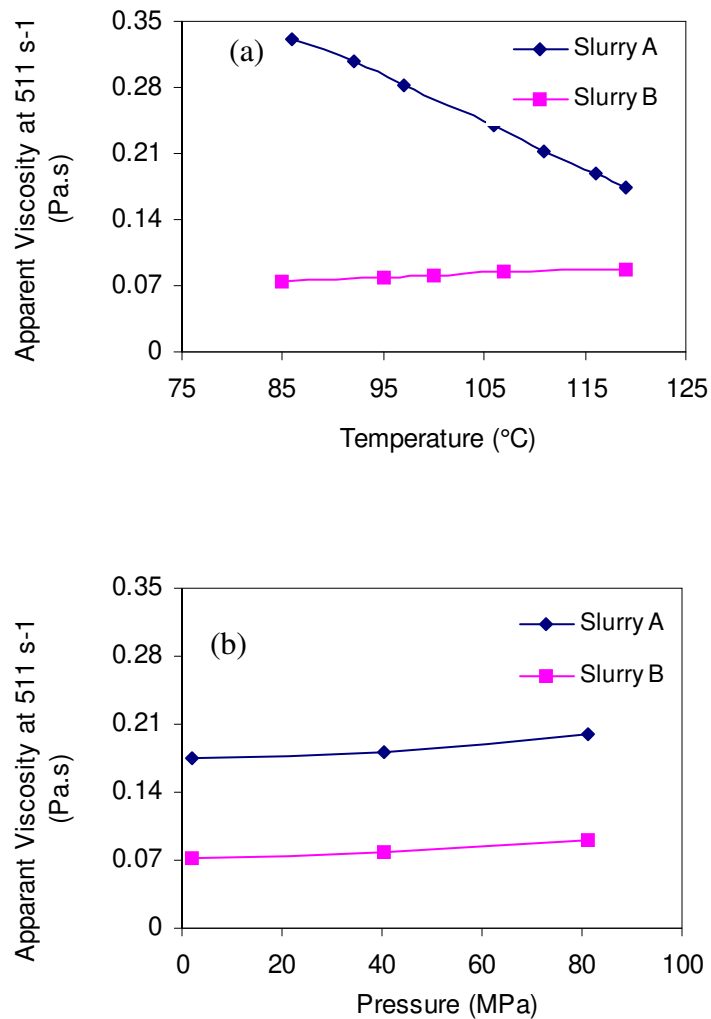 (a)
Slurry A
Slurry B
Apparent Viscosity at 511 s-1
(Pa.s)
0.35
0.28
0.21
0.14
0.07
0
75
85
95
105
115
125
Temperature (°C)
(b)
Slurry A
Slurry B
Apparant Viscosity at 511 s-1
(Pa.s)
0.35
0.28
0.21
0.14
0.07
0
0
20
40
60
80
100
Pressure (MPa)